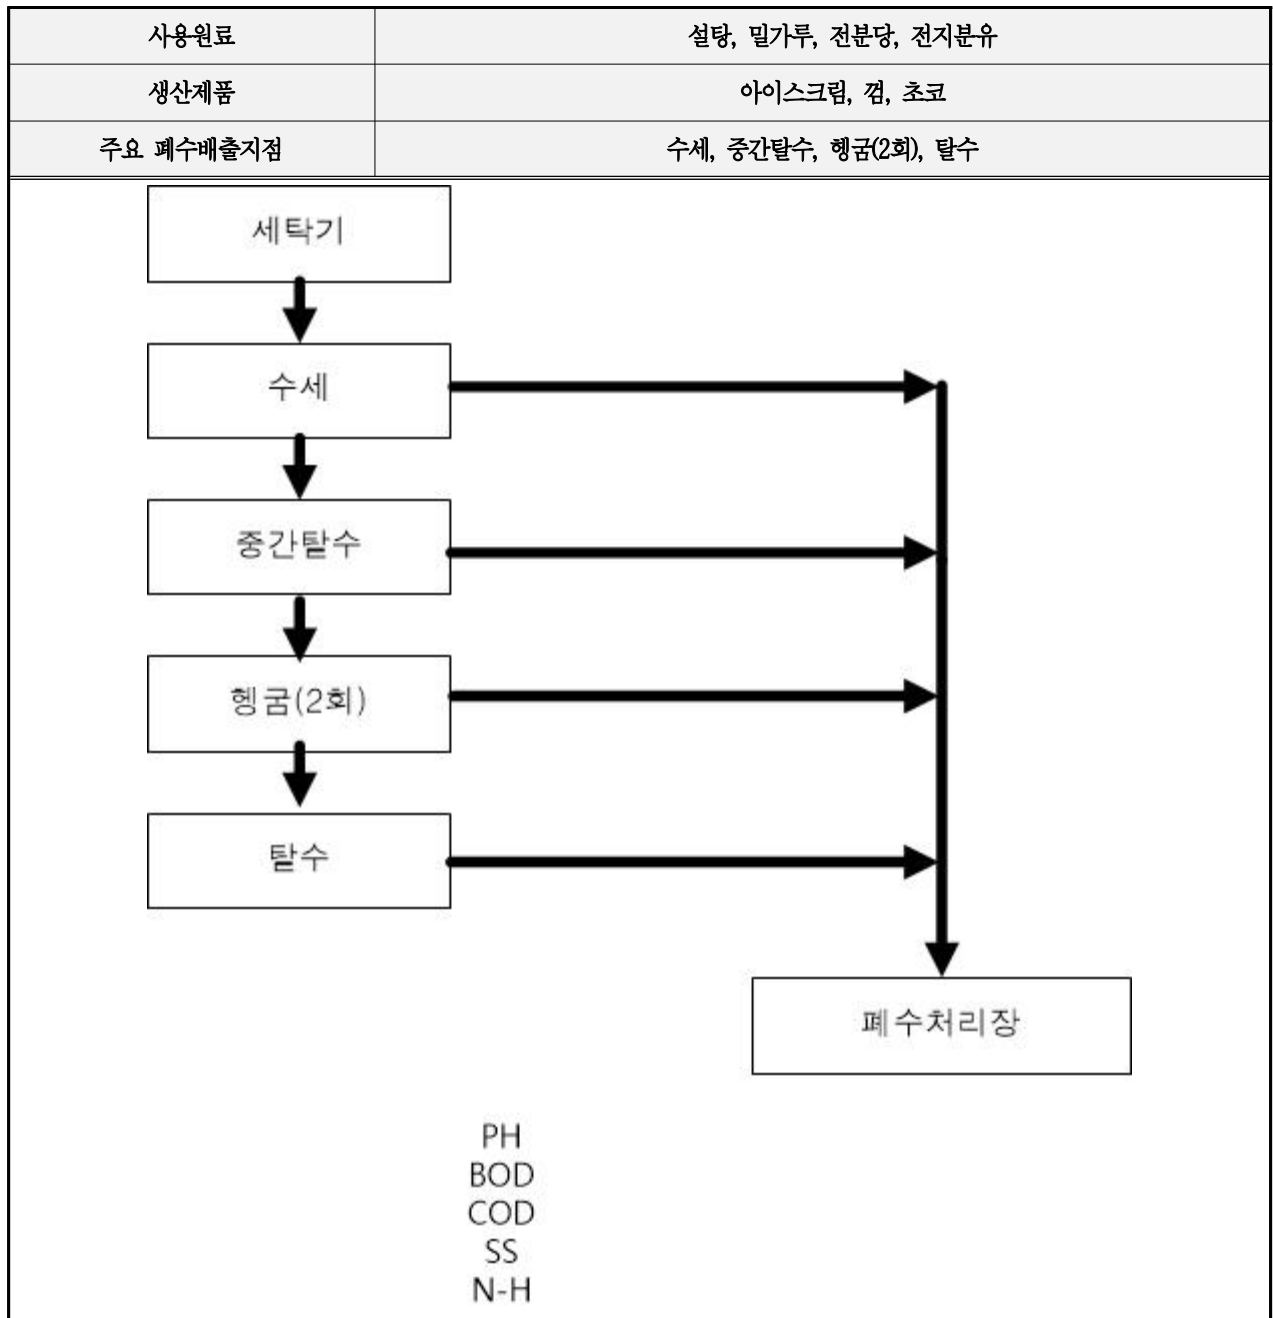 사용원료 설탕, 밀가루, 전분당, 전지분유
생산제품 아이스크림, 껌, 초코
주요 폐수배출지점 수세, 중간탈수, 헹굼(2회), 탈수
세탁기
수세
중간탈수
헹굼(2회)
탈수
폐수처리장
PH
BOD
COD
SS
N-H